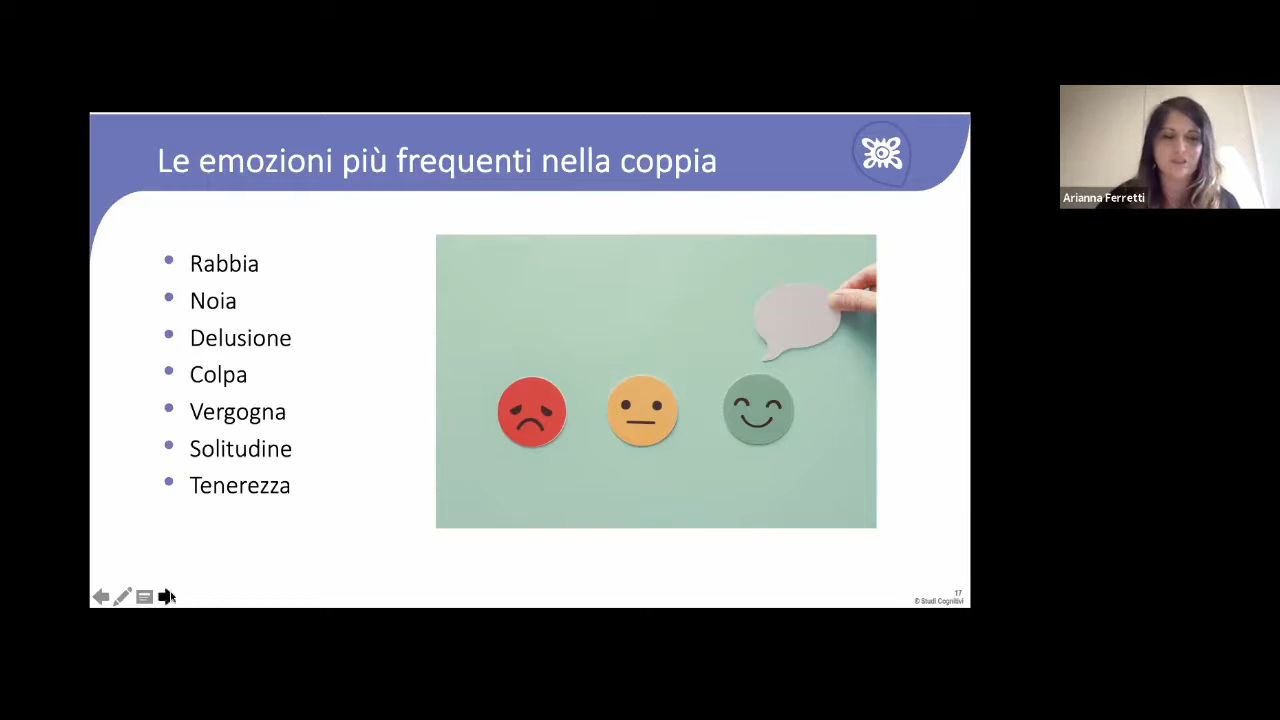 Le emozioni più frequenti nella coppia
Rabbia
Noia
Delusione
Colpa
Vergogna
Solitudine
Tenerezza
17
© Studi Cognitivi
Arianna Ferretti